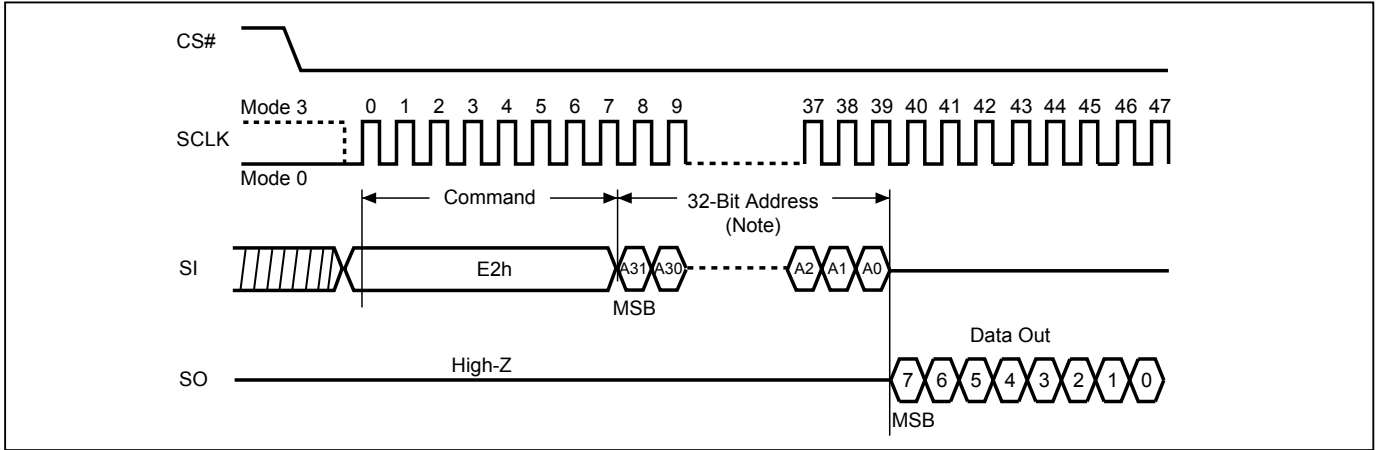 CS#
Mode 3
0 1 2 3 4 5 6 7 8 9 37 38 39 40 41 42 43 44 45 46 47
SCLK
Mode 0
Command
32-Bit Address
(Note)
SI
E2h
A31 A30 A2 A1 A0
MSB
Data Out
High-Z
SO
7 6 5 4 3 2 1 0
MSB